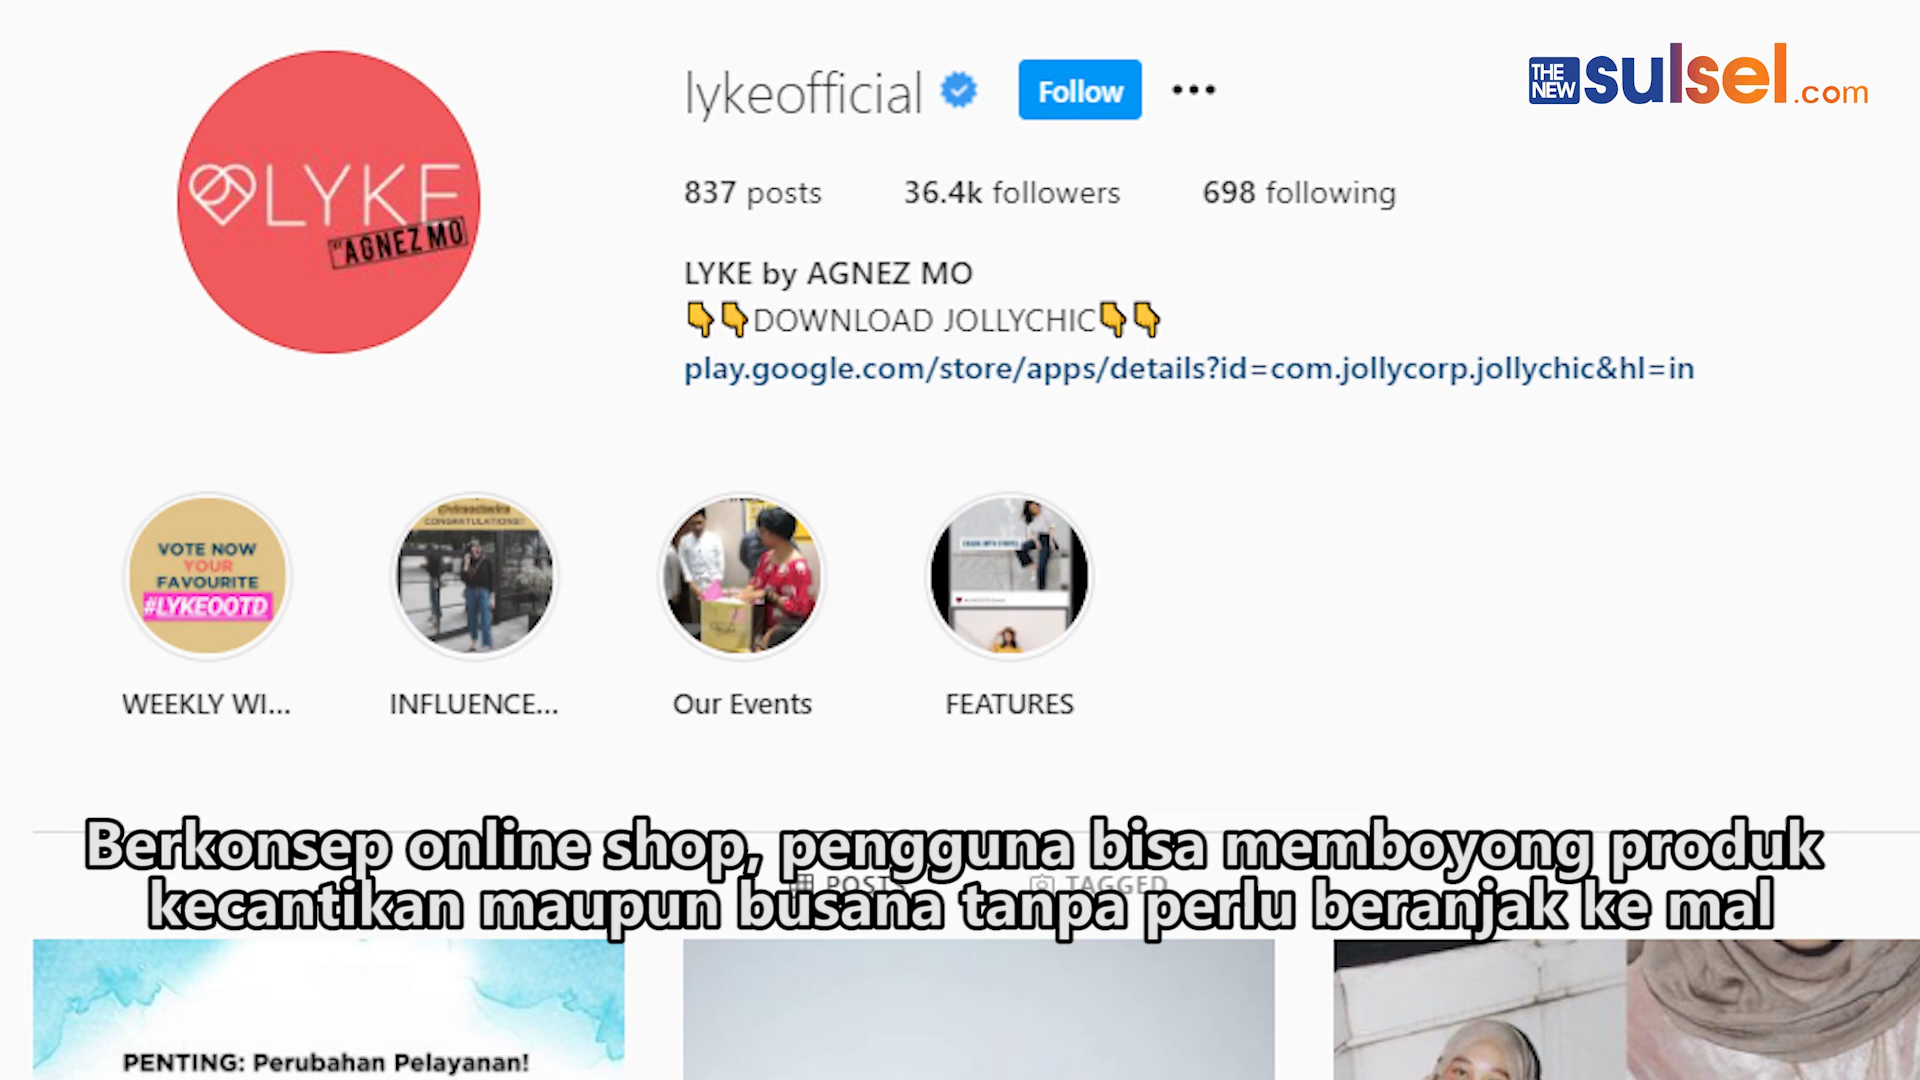 LYKE
BY AGNEZ MO
lykeofficial
Follow
THE NEW sulsel.com
837 posts 36.4k followers 698 following
LYKE by AGNEZ MO
👇👇DOWNLOAD JOLLYCHIC👇👇
play.google.com/store/apps/details?id=com.jollycorp.jollychic&hl=in
VOTE NOW
YOUR
FAVOURITE
#LYKEOOTD
CONGRATULATIONS!!
WEEKLY WI...
INFLUENCE...
Our Events
FEATURES
POSTS
TAGGED
Berkonsep online shop, pengguna bisa memboyong produk
kecantikan maupun busana tanpa perlu beranjak ke mal
PENTING: Perubahan Pelayanan!